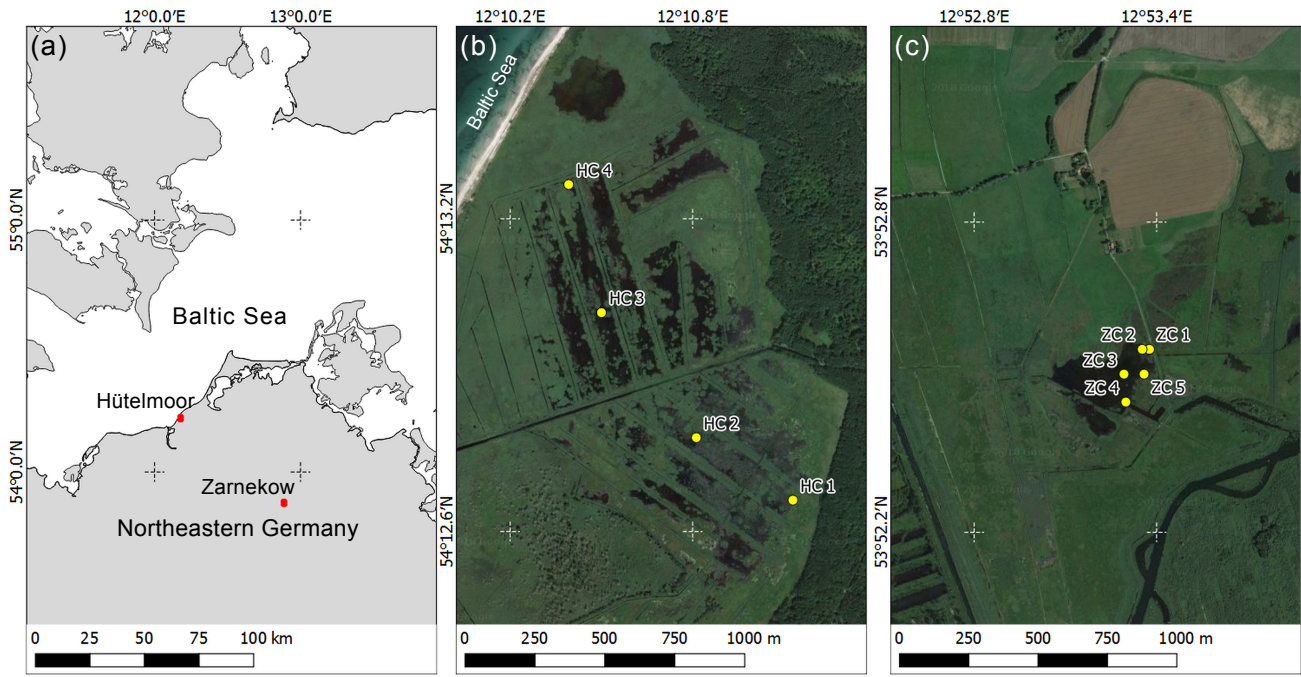 (a)
12°0.0'E 13°0.0'E
55°0.0'N
54°0.0'N
Baltic Sea
Hütelmoor
Zarnekow
Northeastern Germany
0 25 50 75 100 km
(b)
12°10.2'E 12°10.8'E
54°13.2'N
54°12.6'N
Baltic Sea
HC 4
HC 3
HC 2
HC 1
0 250 500 750 1000 m
(c)
12°52.8'E 12°53.4'E
53°52.8'N
53°52.2'N
ZC 2 ZC 1
ZC 3
ZC 4 ZC 5
0 250 500 750 1000 m